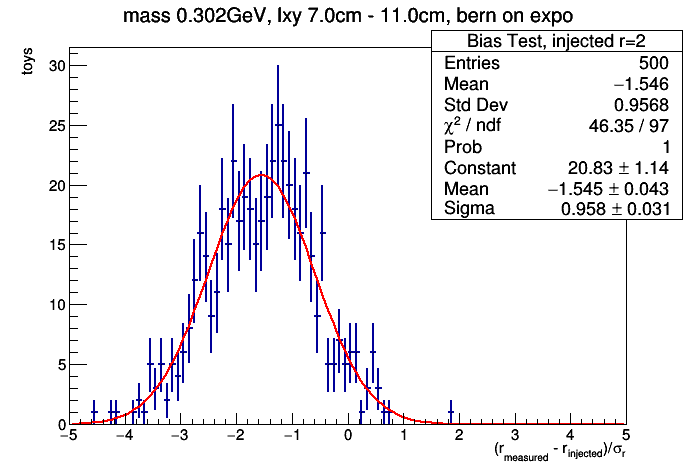 mass 0.302GeV, lxy 7.0cm - 11.0cm, bern on expo
Bias Test, injected r=2
Entries 500
Mean −1.546
Std Dev 0.9568
χ² / ndf 46.35 / 97
Prob 1
Constant 20.83 ± 1.14
Mean −1.545 ± 0.043
Sigma 0.958 ± 0.031
toys
30
25
20
15
10
5
0
−5 −4 −3 −2 −1 0 1 2 3 4 5
(r_measured - r_injected)/σ_r